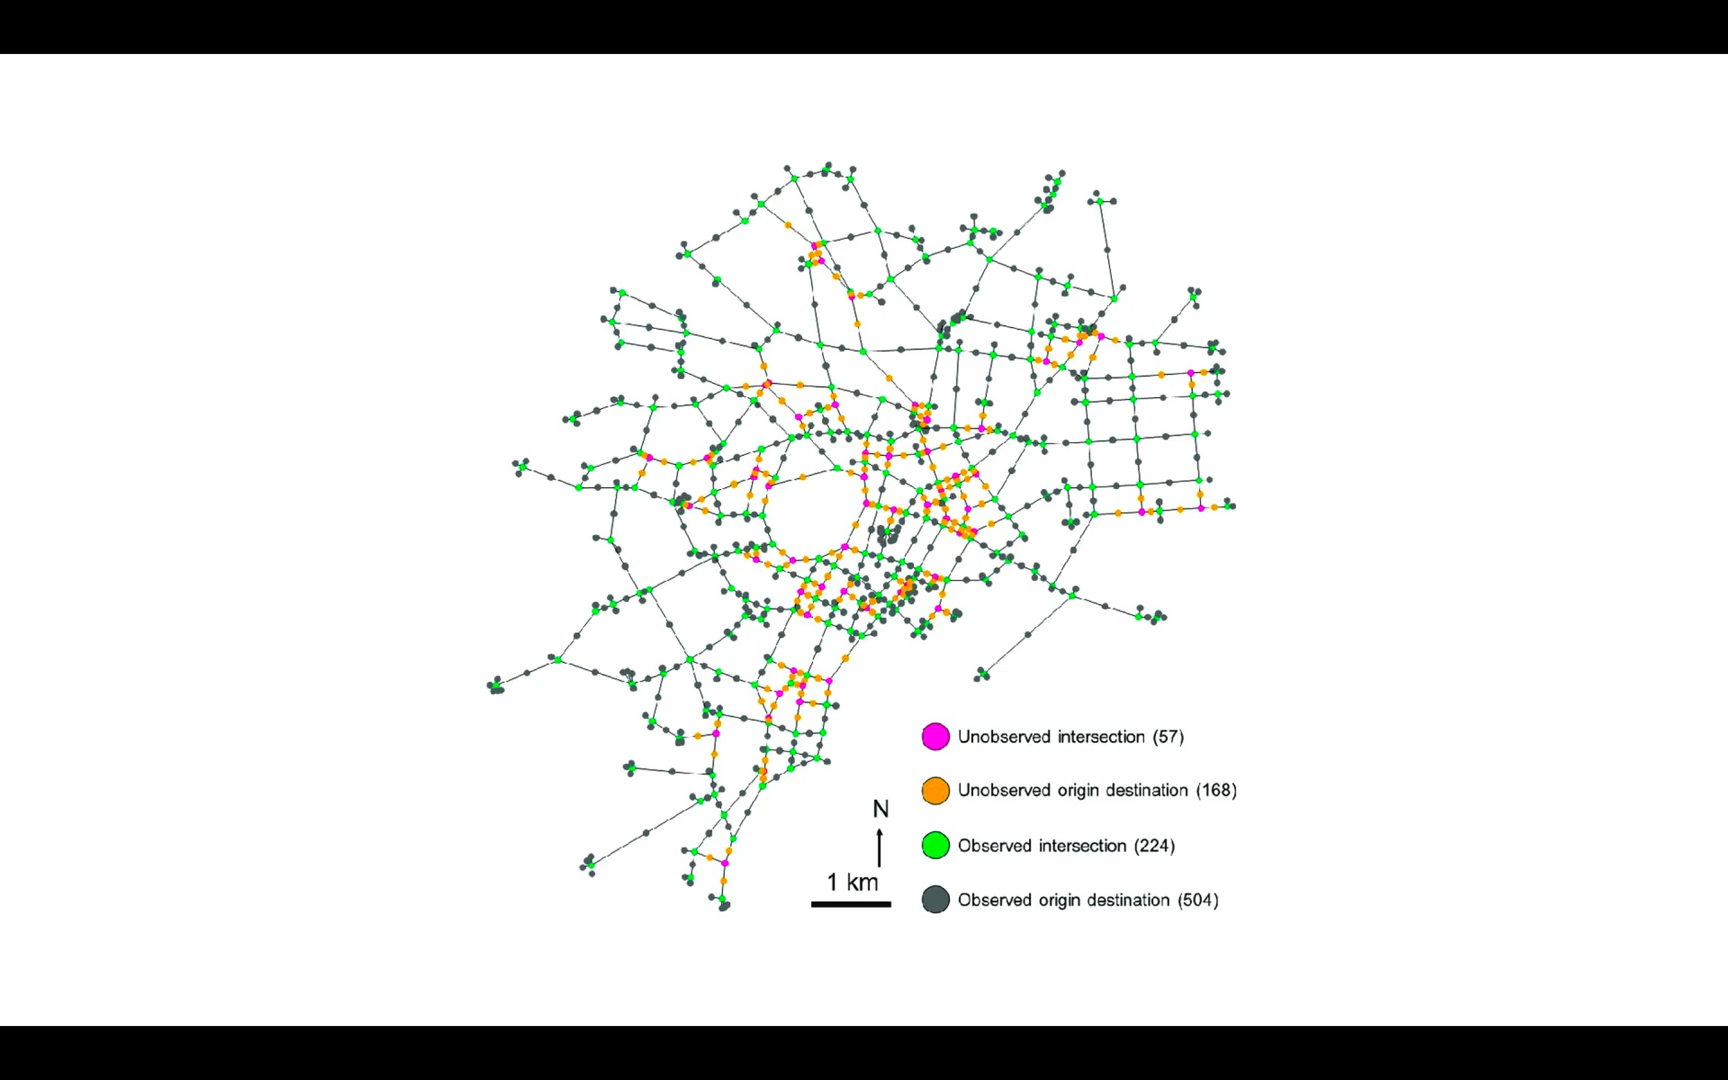 Unobserved intersection (57)
Unobserved origin destination (168)
N
Observed intersection (224)
1 km
Observed origin destination (504)